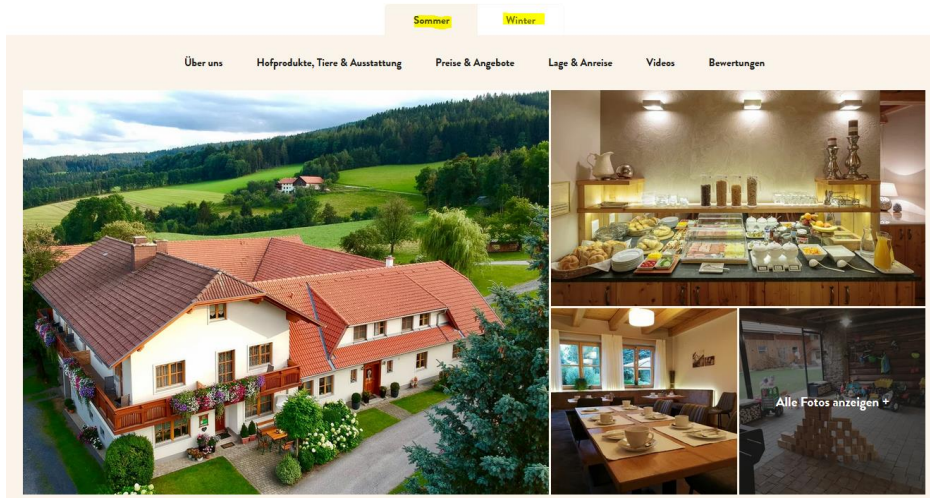 Sommer Winter
Über uns Hofprodukte, Tiere & Ausstattung Preise & Angebote Lage & Anreise Videos Bewertungen
Alle Fotos anzeigen +